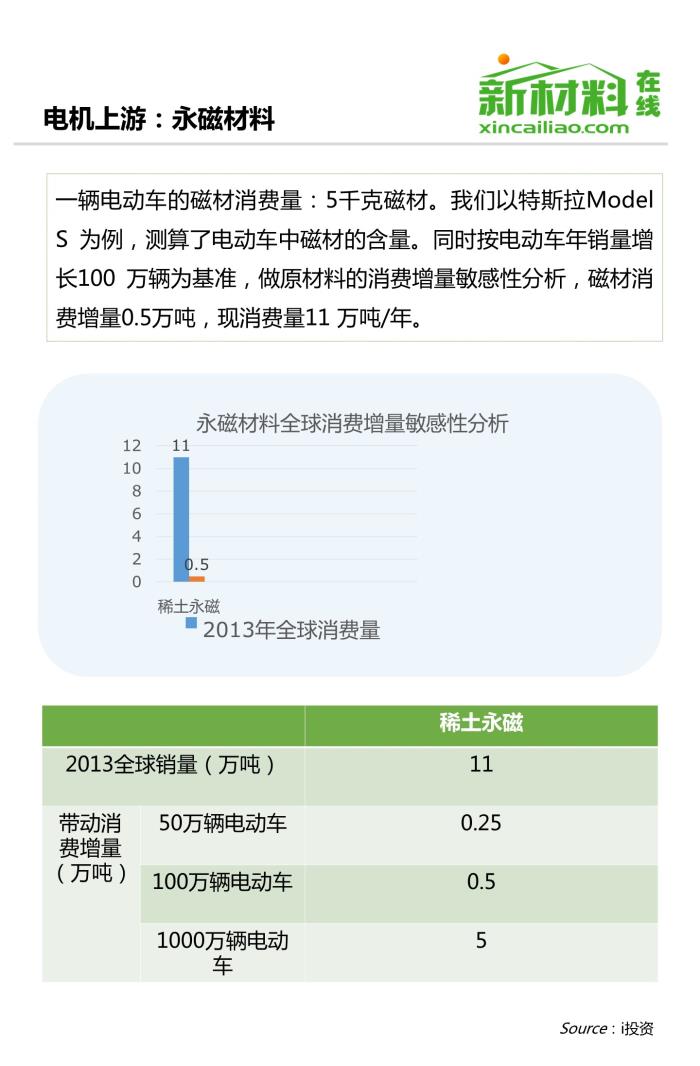 新材料在线
xincailiao.com
电机上游：永磁材料
一辆电动车的磁材消费量：5千克磁材。我们以特斯拉Model
S 为例，测算了电动车中磁材的含量。同时按电动车年销量增
长100 万辆为基准，做原材料的消费增量敏感性分析，磁材消
费增量0.5万吨，现消费量11 万吨/年。
永磁材料全球消费增量敏感性分析
12
10
8
6
4
2
0
11
0.5
稀土永磁
2013年全球消费量
稀土永磁
2013全球销量（万吨）
11
带动消
费增量
（万吨）
50万辆电动车
0.25
100万辆电动车
0.5
1000万辆电动
车
5
Source：i投资